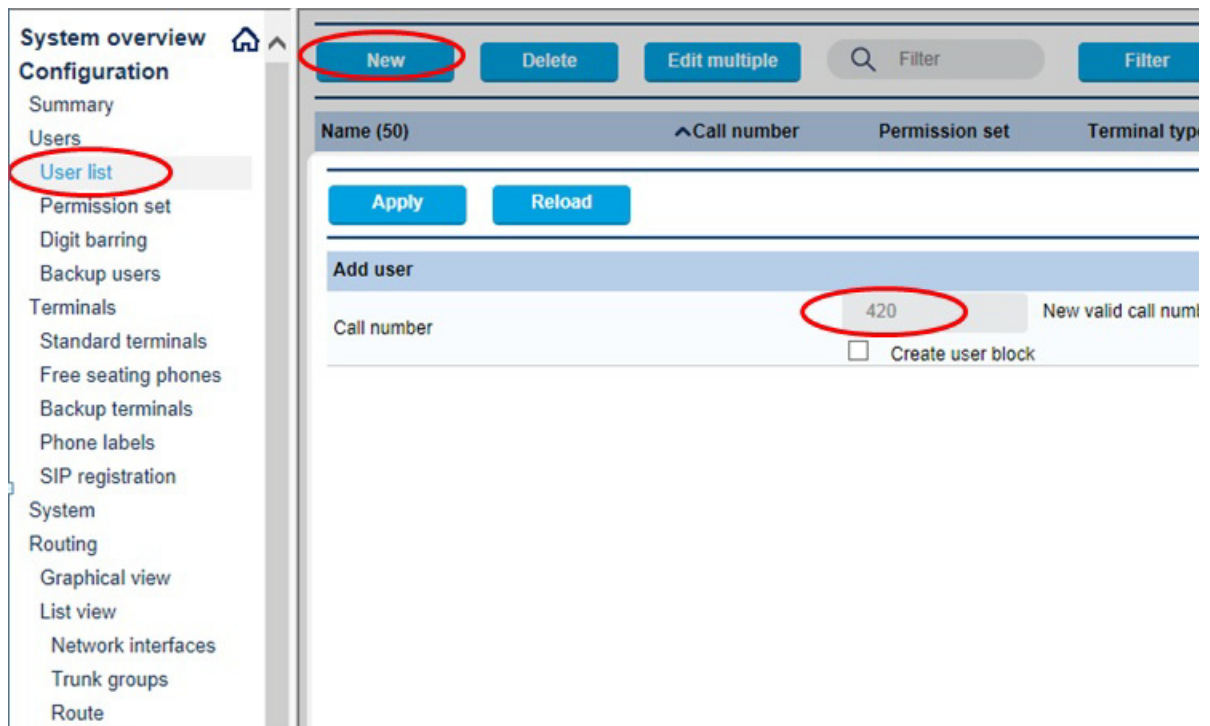 System overview
Configuration
Summary
Users
User list
Permission set
Digit barring
Backup users
Terminals
Standard terminals
Free seating phones
Backup terminals
Phone labels
SIP registration
System
Routing
Graphical view
List view
Network interfaces
Trunk groups
Route
New Delete Edit multiple Filter Filter
Name (50) Call number Permission set Terminal type
Apply Reload
Add user
Call number 420 New valid call numb
Create user block